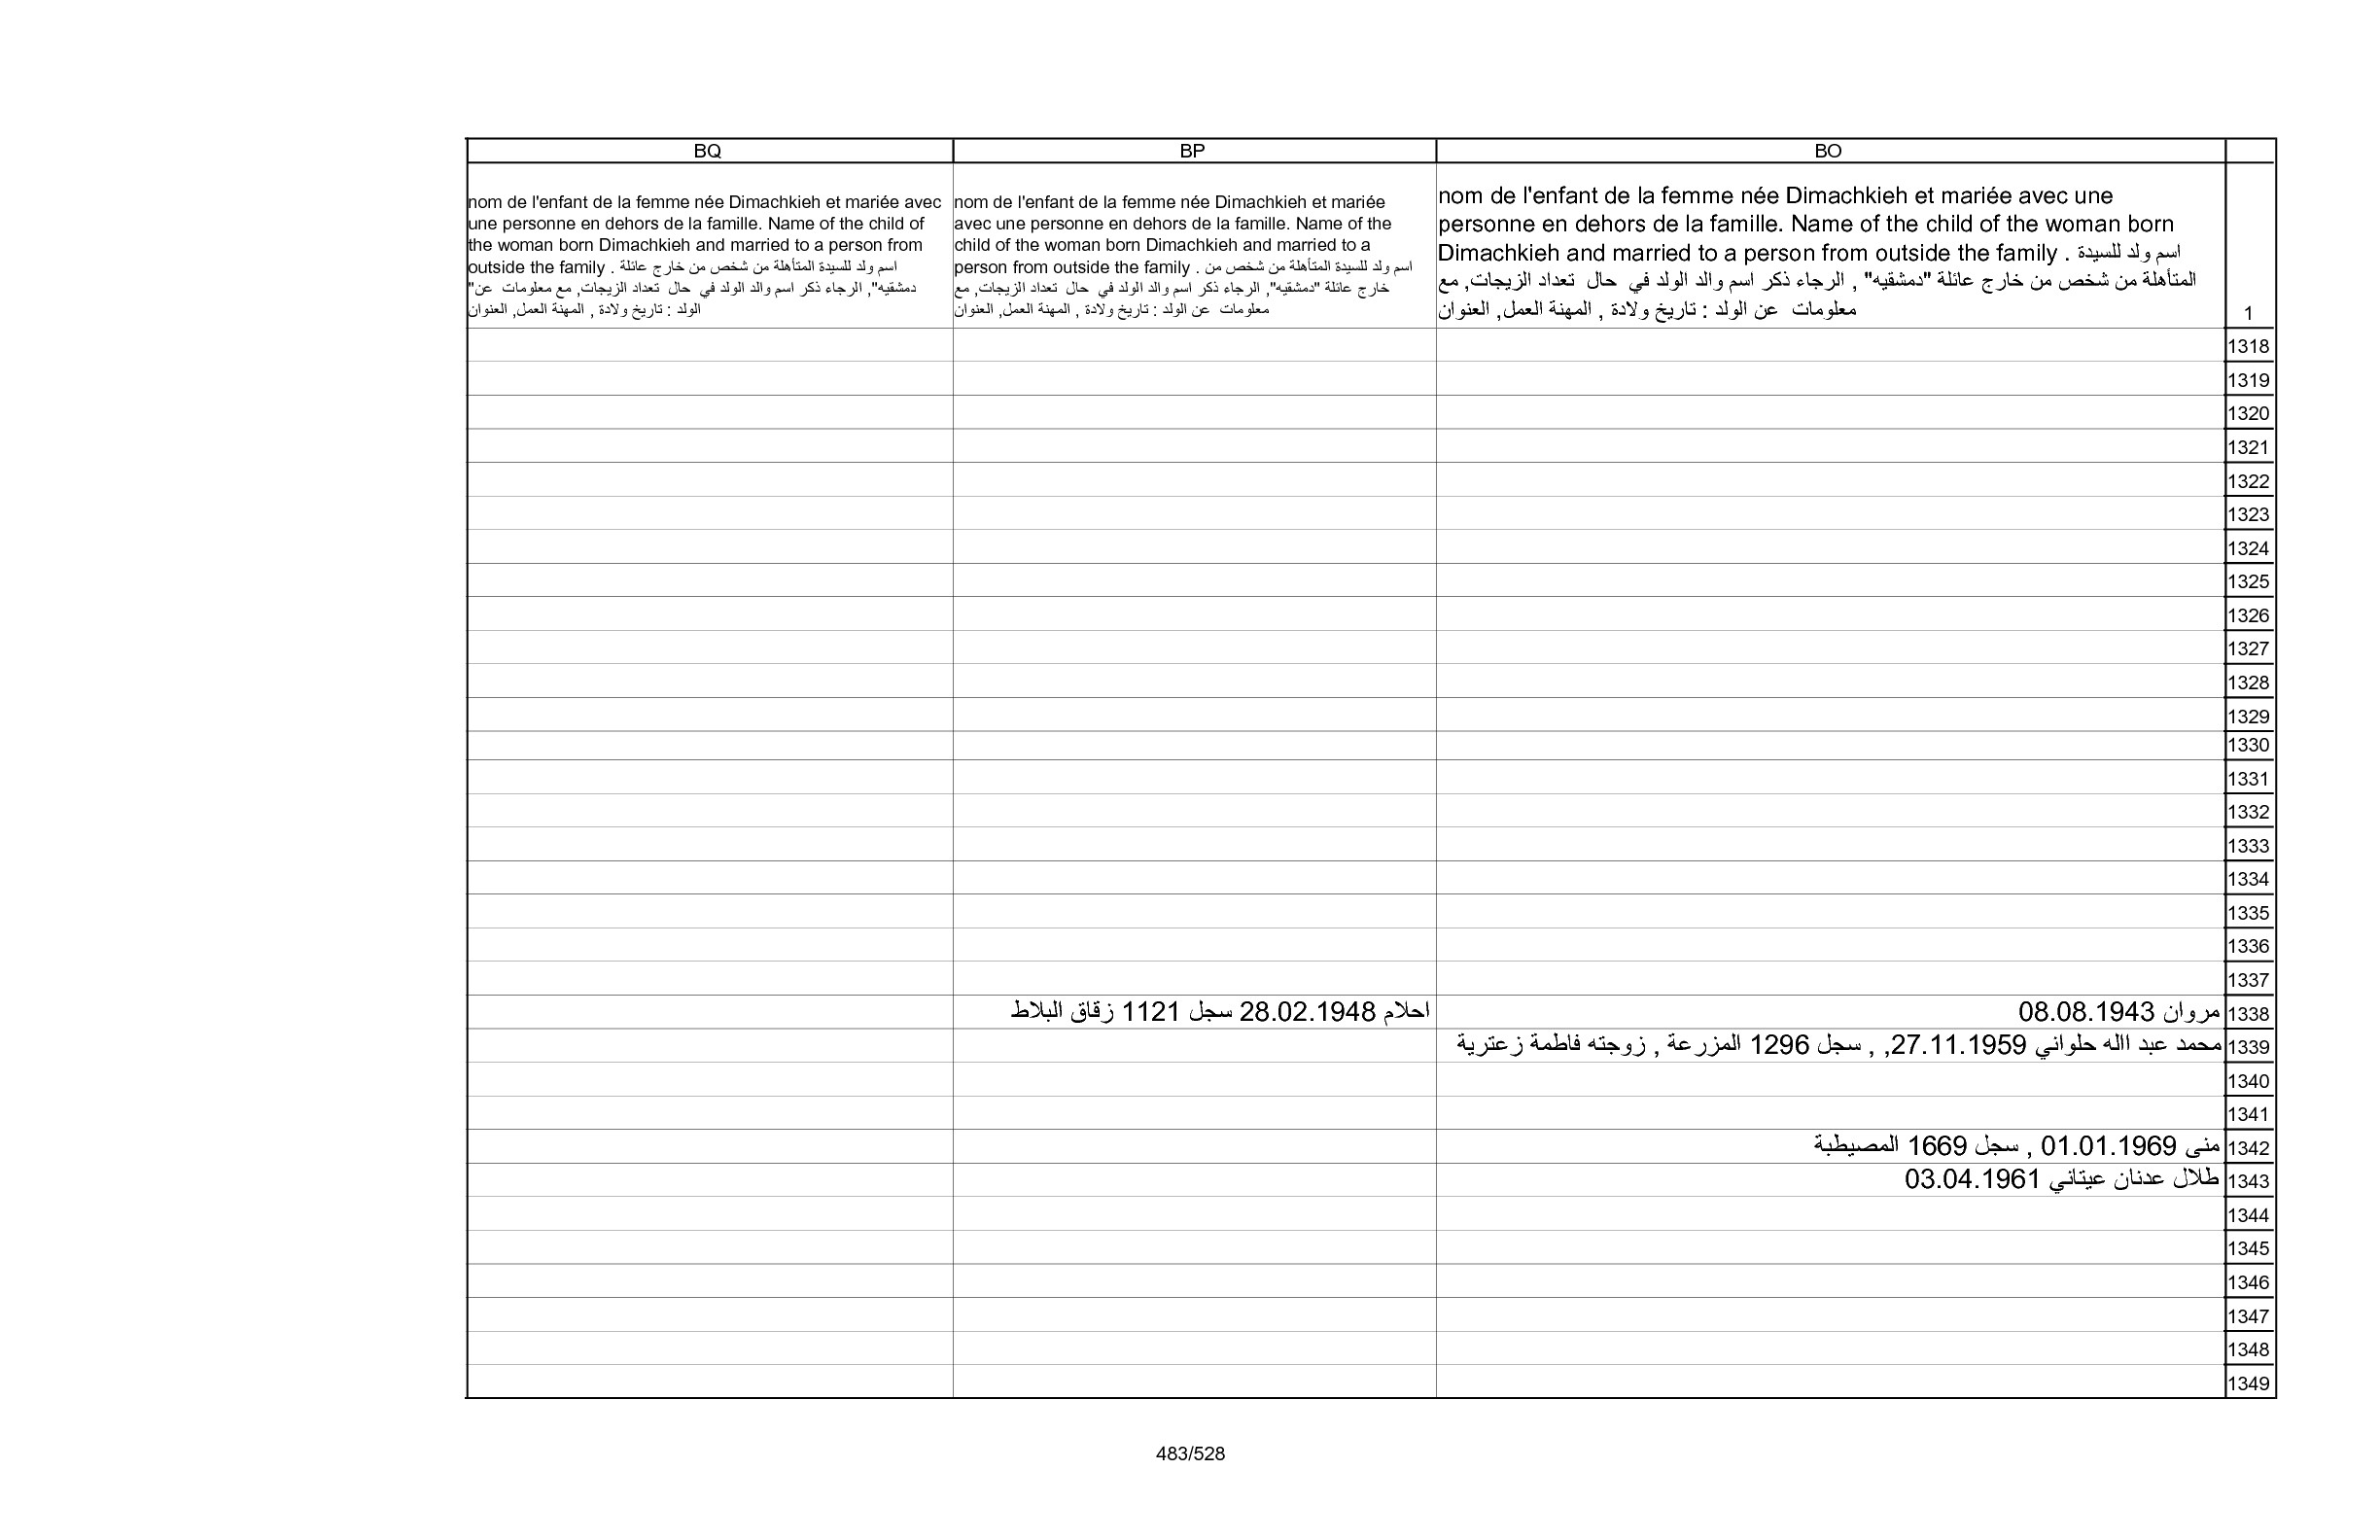 BO
BP
BQ
nom de l'enfant de la femme née Dimachkieh et mariée avec une
personne en dehors de la famille. Name of the child of the woman born
Dimachkieh and married to a person from outside the family . اسم ولد للسيدة
المتأهلة من شخص من خارج عائلة "دمشقيه" , الرجاء ذكر اسم والد الولد في حال تعداد الزيجات, مع
معلومات عن الولد : تاريخ ولادة , المهنة العمل, العنوان
nom de l'enfant de la femme née Dimachkieh et mariée
avec une personne en dehors de la famille. Name of the
child of the woman born Dimachkieh and married to a
person from outside the family . اسم ولد للسيدة المتأهلة من شخص من
خارج عائلة "دمشقيه", الرجاء ذكر اسم والد الولد في حال تعداد الزيجات, مع
معلومات عن الولد : تاريخ ولادة , المهنة العمل, العنوان
nom de l'enfant de la femme née Dimachkieh et mariée avec
une personne en dehors de la famille. Name of the child of
the woman born Dimachkieh and married to a person from
outside the family . اسم ولد للسيدة المتأهلة من شخص من خارج عائلة
"دمشقيه", الرجاء ذكر اسم والد الولد في حال تعداد الزيجات, مع معلومات عن
الولد : تاريخ ولادة , المهنة العمل, العنوان
1
1318
1319
1320
1321
1322
1323
1324
1325
1326
1327
1328
1329
1330
1331
1332
1333
1334
1335
1336
1337
1338 مروان 08.08.1943 احلام 28.02.1948 سجل 1121 زقاق البلاط
1339 محمد عبد االله حلواني 27.11.1959, , سجل 1296 المزرعة , زوجته فاطمة زعترية
1340
1341
1342 منى 01.01.1969 , سجل 1669 المصيطبة
1343 طلال عدنان عيتاني 03.04.1961
1344
1345
1346
1347
1348
1349
483/528